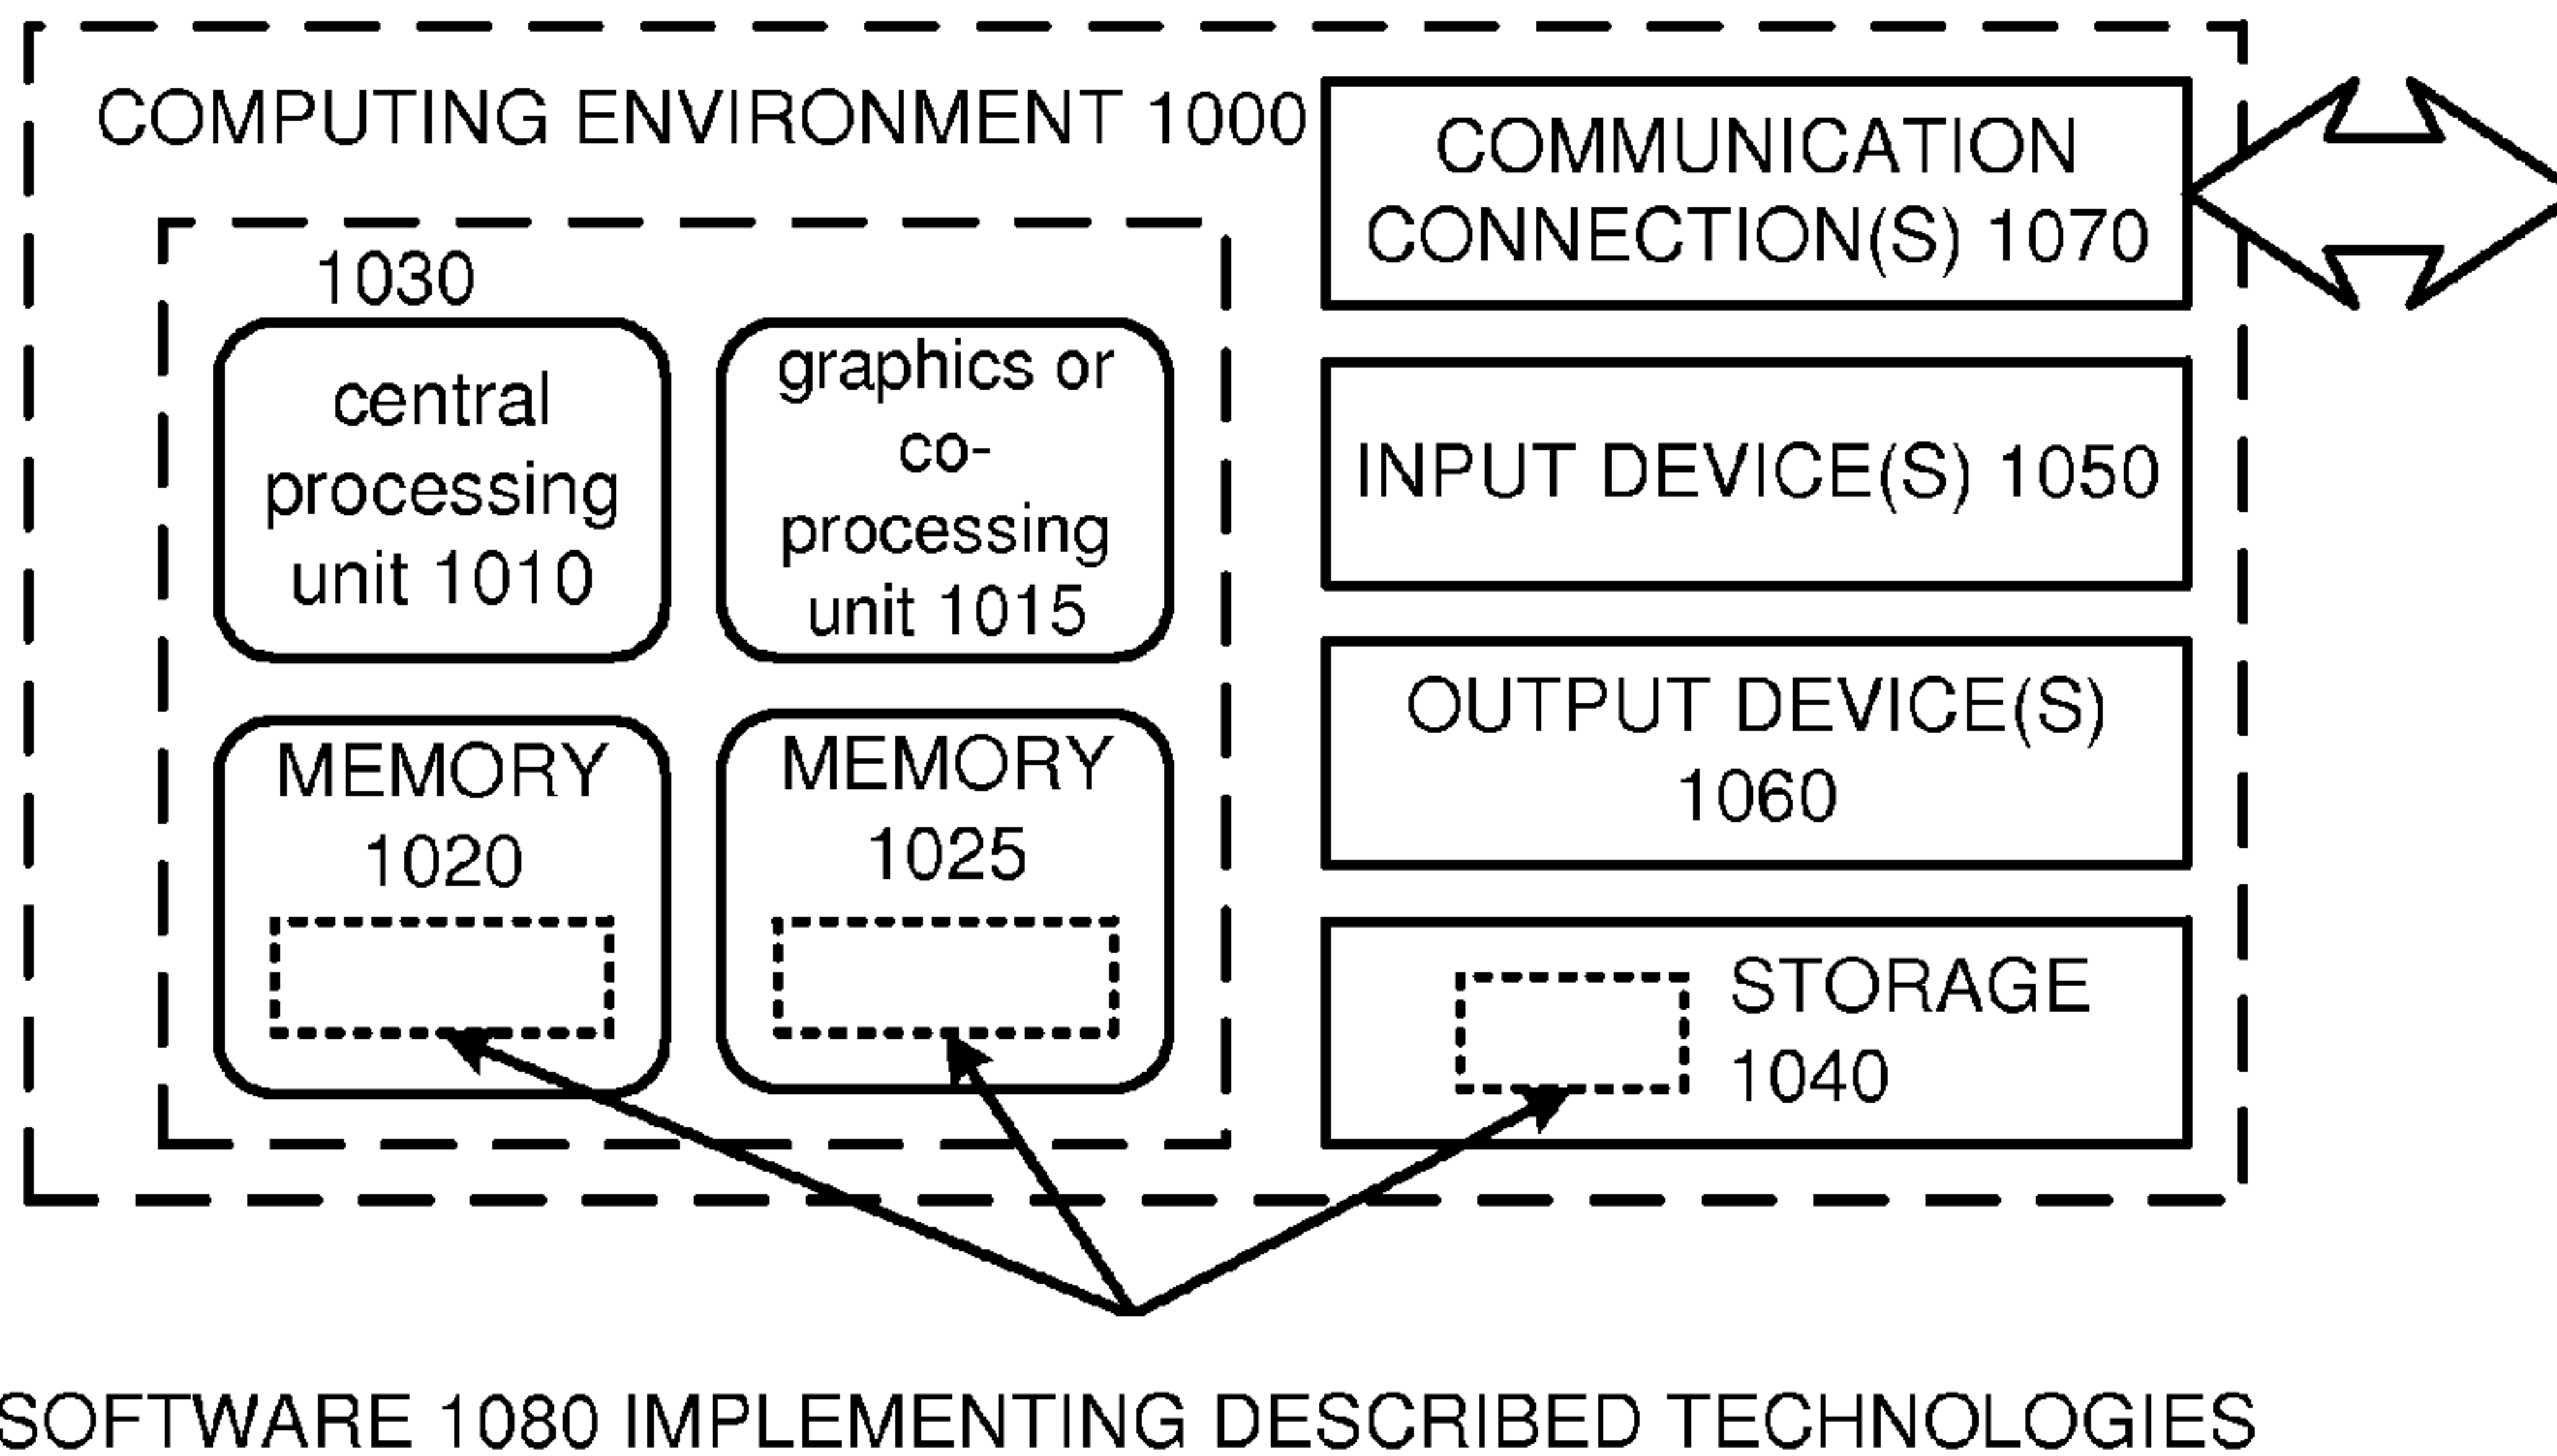 COMPUTING ENVIRONMENT 1000
1030
central
processing
unit 1010
graphics or
co-
processing
unit 1015
MEMORY
1020
MEMORY
1025
COMMUNICATION
CONNECTION(S) 1070
INPUT DEVICE(S) 1050
OUTPUT DEVICE(S)
1060
STORAGE
1040
SOFTWARE 1080 IMPLEMENTING DESCRIBED TECHNOLOGIES